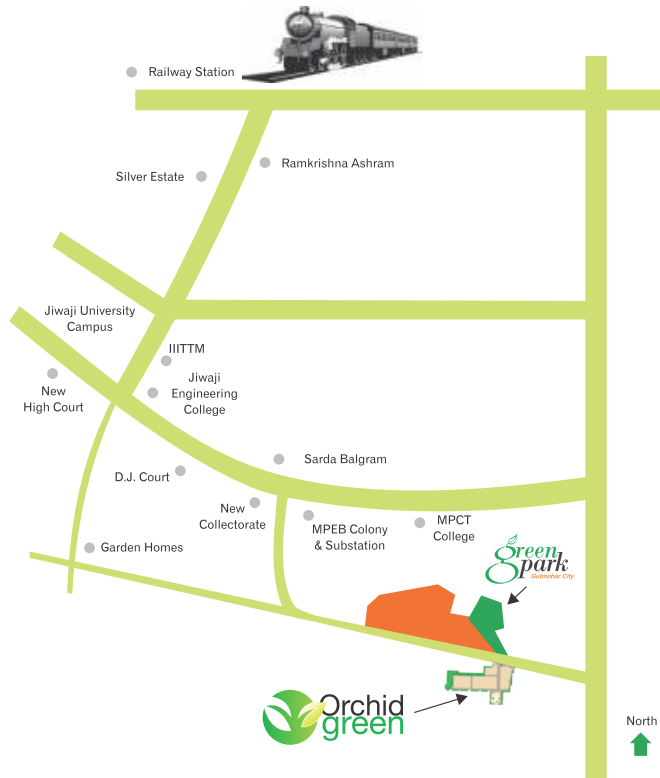 Railway Station
Ramkrishna Ashram
Silver Estate
Jiwaji University
Campus
IIITTM
New
High Court
Jiwaji
Engineering
College
Sarda Balgram
D.J. Court
New
Collectorate
MPEB Colony
& Substation
MPCT
College
Garden Homes
green
park
Gulmohar City
Orchid
green
North